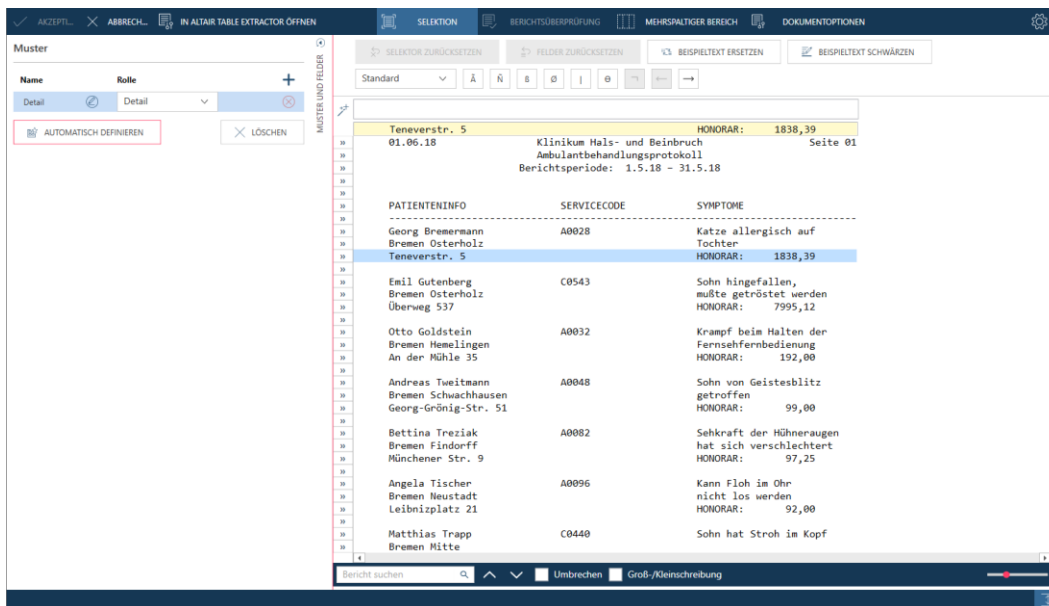 AKZEPTI... ABBRECH... IN ALTAIR TABLE EXTRACTOR ÖFFNEN SELEKTION BERICHTSÜBERPRÜFUNG MEHRSPALTIGER BEREICH DOKUMENTOPTIONEN
Muster
Name Rolle
Detail Detail
AUTOMATISCH DEFINIEREN LÖSCHEN
MUSTER UND FELDER
SELEKTOR ZURÜCKSETZEN FELDER ZURÜCKSETZEN BEISPIELTEXT ERSETZEN BEISPIELTEXT SCHWÄRZEN
Standard Ã Ñ ß Ø | ⊖ ¬ ← →
Teneverstr. 5 HONORAR: 1838,39
01.06.18 Klinikum Hals- und Beinbruch Seite 01
Ambulantbehandlungsprotokoll
Berichtsperiode: 1.5.18 – 31.5.18
PATIENTENINFO SERVICECODE SYMPTOME
Georg Bremermann A0028 Katze allergisch auf
Bremen Osterholz Tochter
Teneverstr. 5 HONORAR: 1838,39
Emil Gutenberg C0543 Sohn hingefallen,
Bremen Osterholz mußte getröstet werden
Überweg 537 HONORAR: 7995,12
Otto Goldstein A0032 Krampf beim Halten der
Bremen Hemelingen Fernsehfernbedienung
An der Mühle 35 HONORAR: 192,00
Andreas Tweitmann A0048 Sohn von Geistesblitz
Bremen Schwachhausen getroffen
Georg-Grönig-Str. 51 HONORAR: 99,00
Bettina Treziak A0082 Sehkraft der Hühneraugen
Bremen Findorff hat sich verschlechtert
Münchener Str. 9 HONORAR: 97,25
Angela Tischer A0096 Kann Floh im Ohr
Bremen Neustadt nicht los werden
Leibnizplatz 21 HONORAR: 92,00
Matthias Trapp C0440 Sohn hat Stroh im Kopf
Bremen Mitte
Bericht suchen Umbrechen Groß-/Kleinschreibung